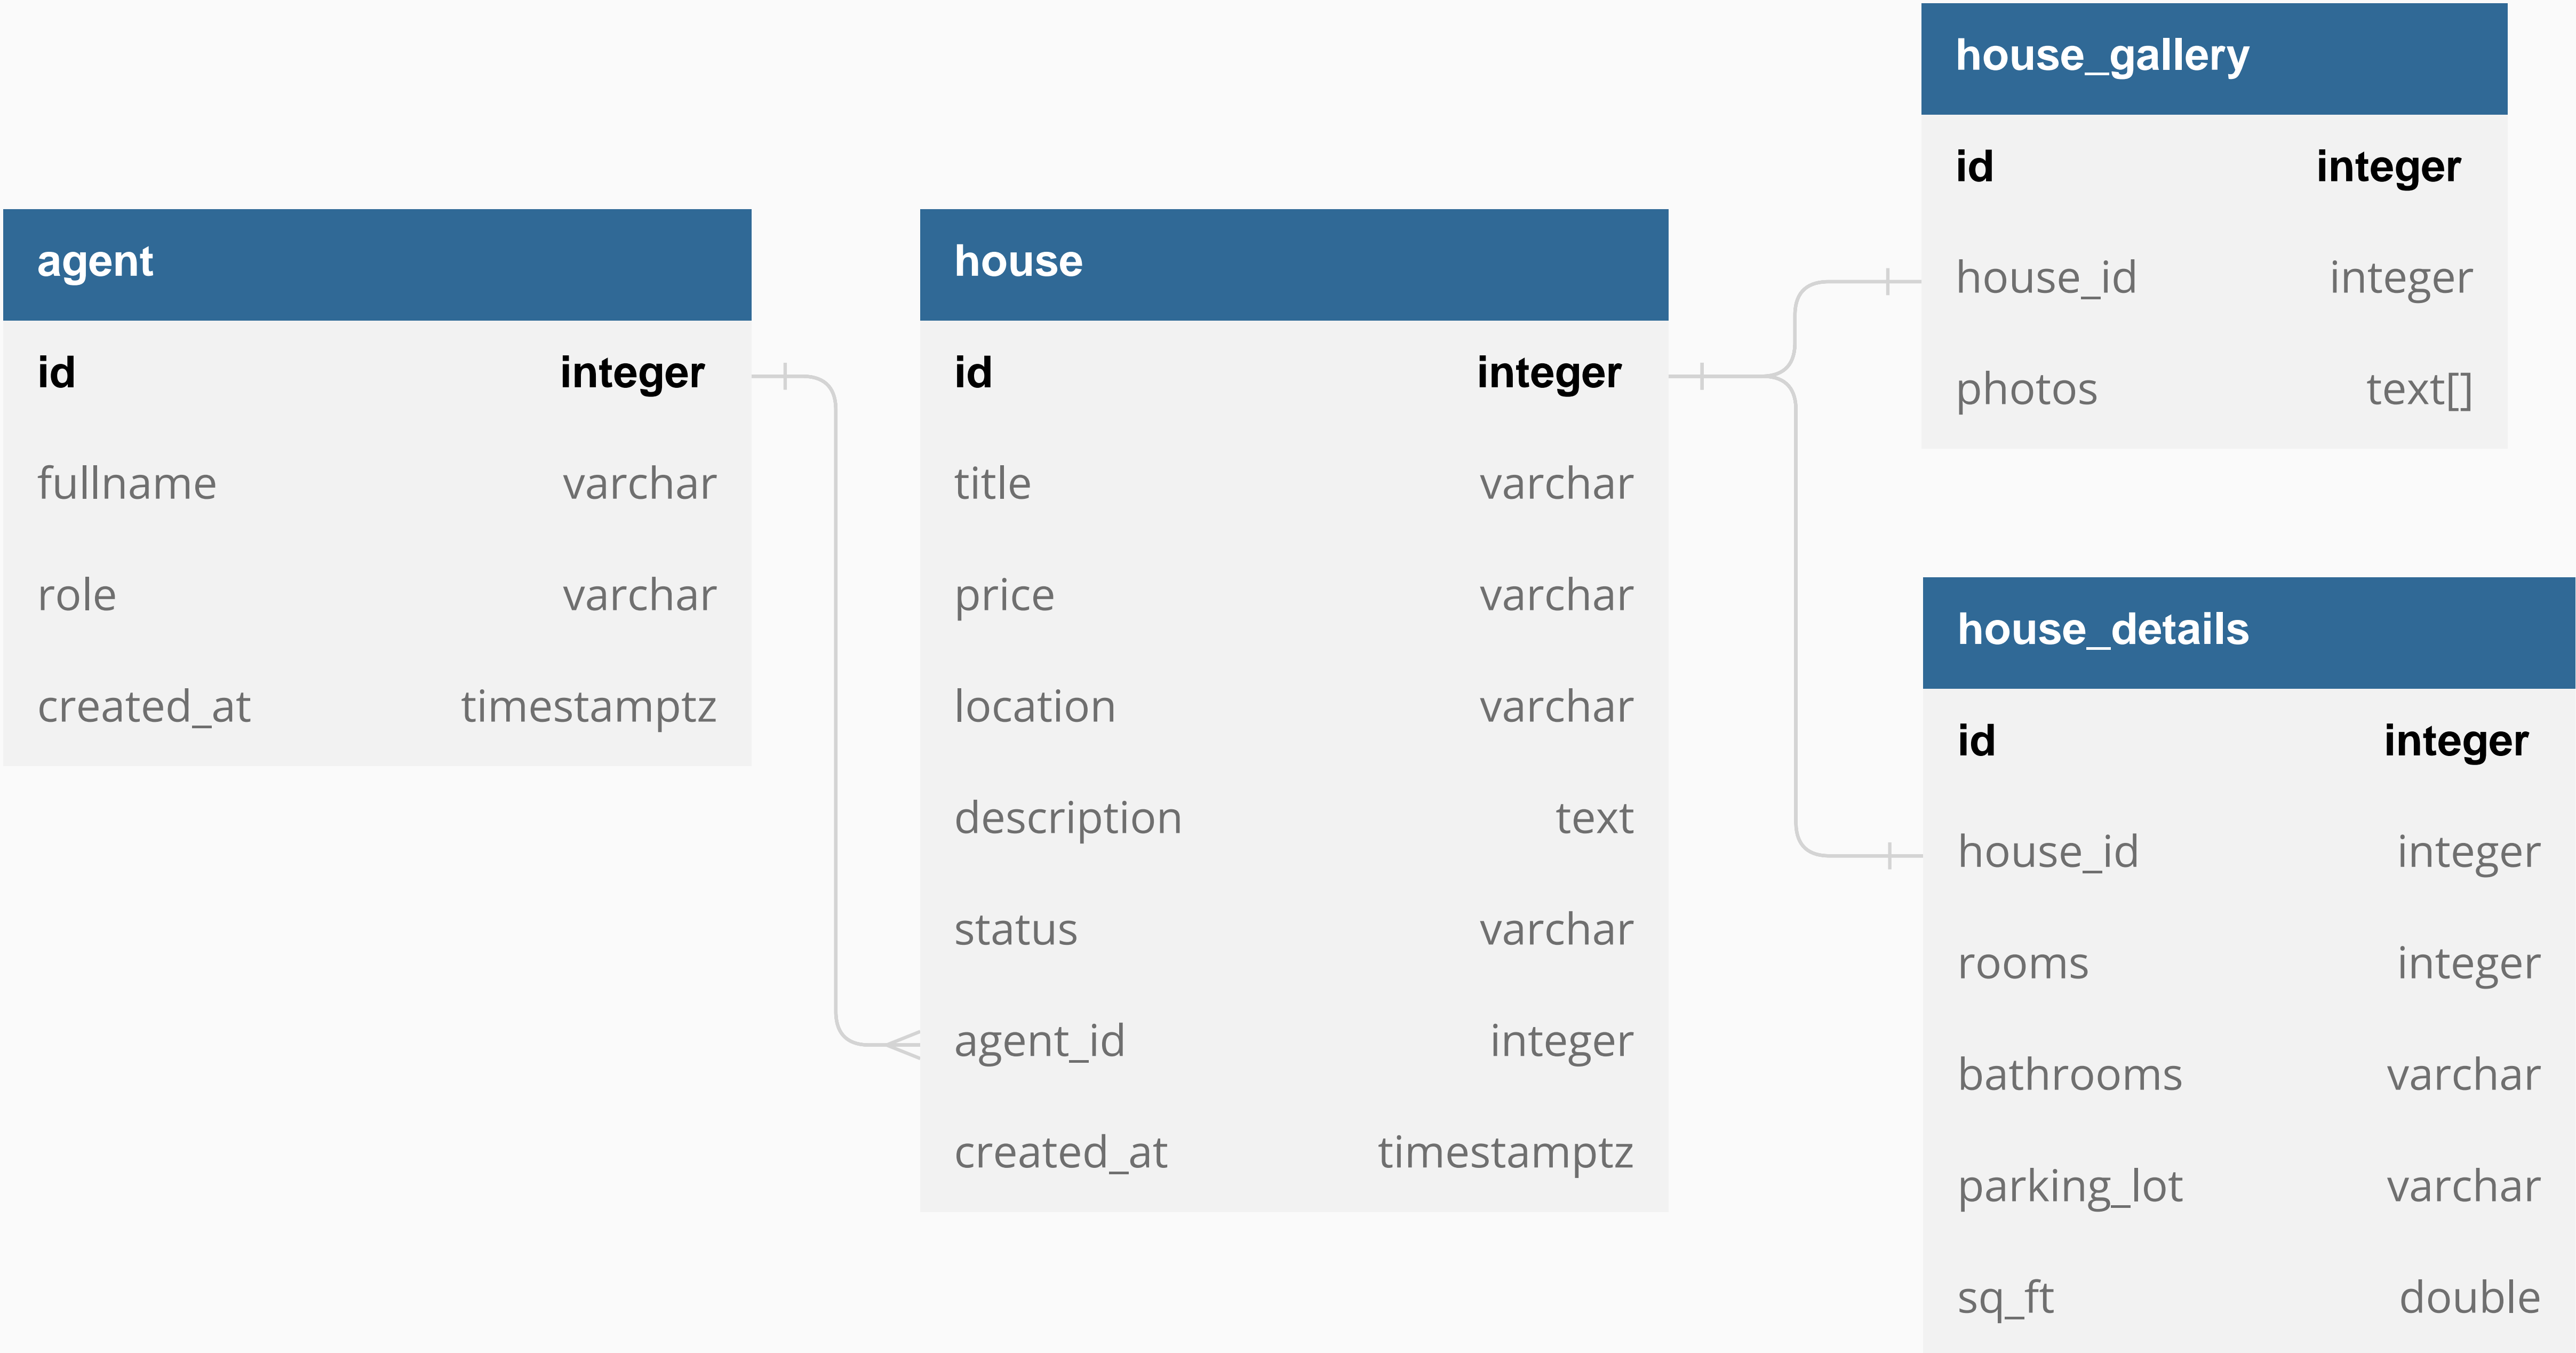 agent
id integer
fullname varchar
role varchar
created_at timestamptz
house
id integer
title varchar
price varchar
location varchar
description text
status varchar
agent_id integer
created_at timestamptz
house_gallery
id integer
house_id integer
photos text[]
house_details
id integer
house_id integer
rooms integer
bathrooms varchar
parking_lot varchar
sq_ft double